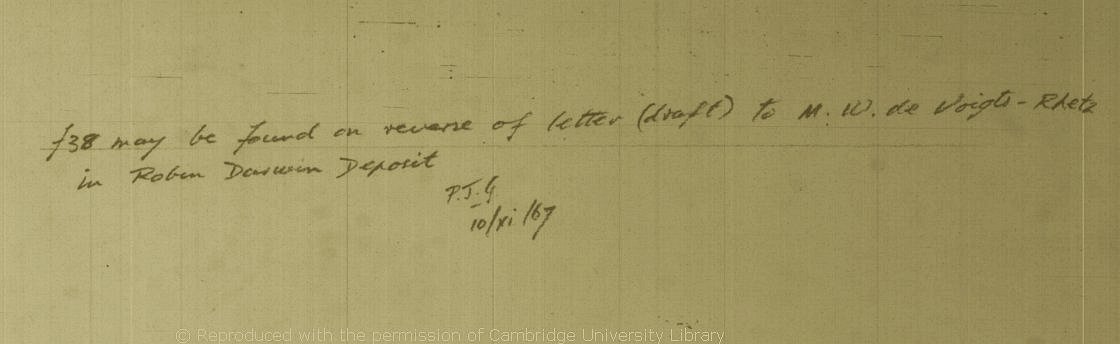 f38 may be found on reverse of letter (draft) to M. W. de Voigts-Rhetz
in Robin Darwin Deposit
P.J.G.
10/xi/67
© Reproduced with the permission of Cambridge University Library